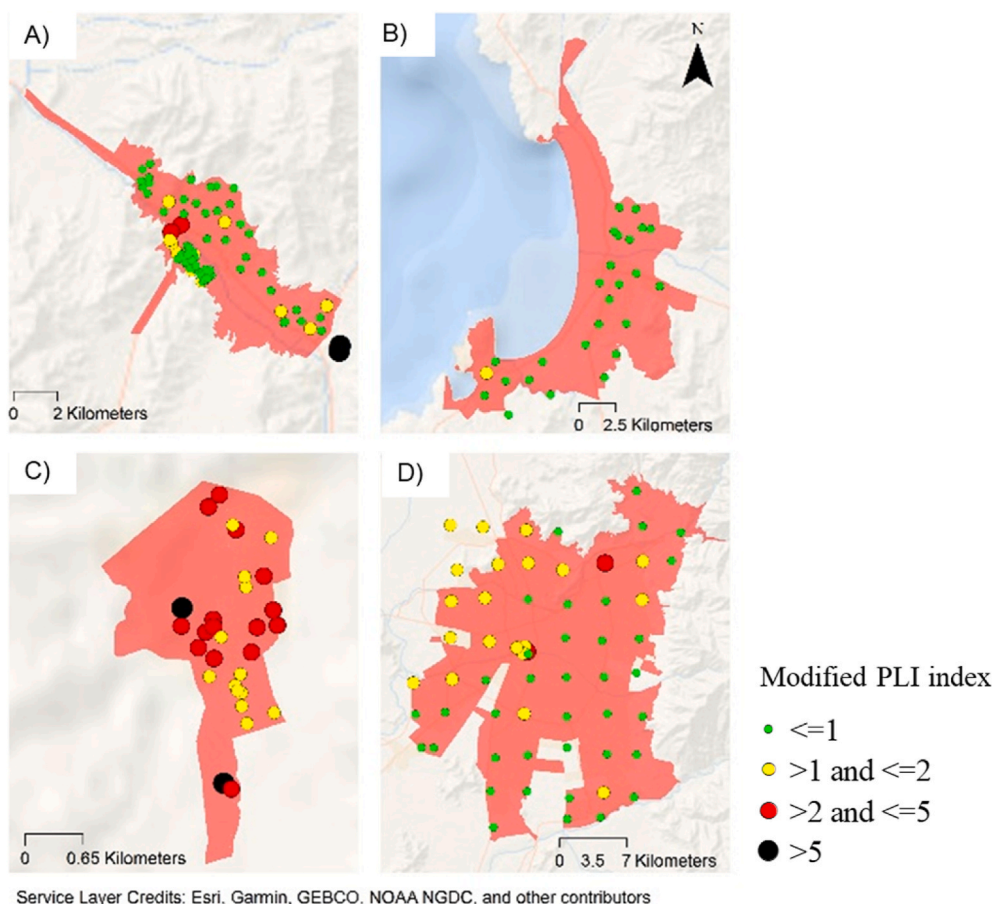 A)
B)
N
0 2 Kilometers
0 2.5 Kilometers
C)
D)
0 0.65 Kilometers
0 3.5 7 Kilometers
Modified PLI index
<=1
>1 and <=2
>2 and <=5
>5
Service Layer Credits: Esri, Garmin, GEBCO, NOAA NGDC, and other contributors